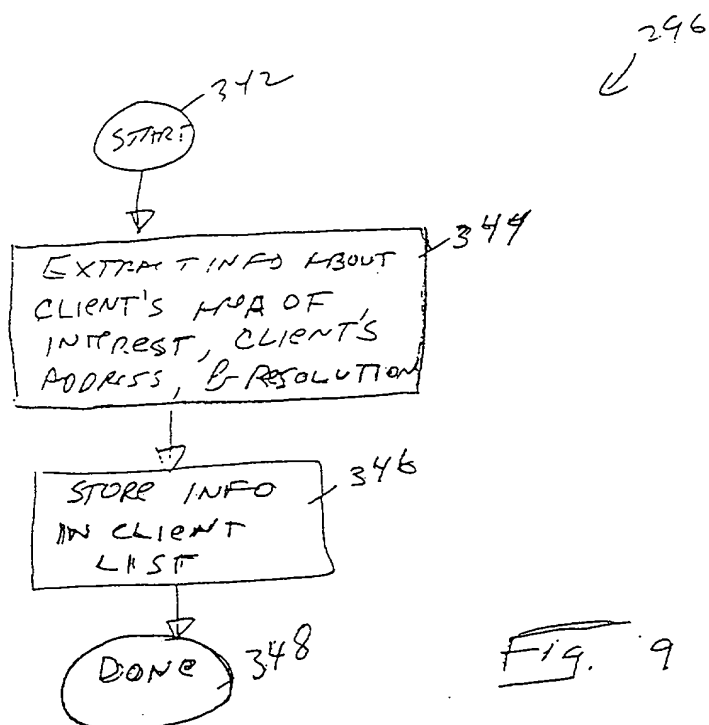 296
342
START
344
EXTRACT INFO ABOUT
CLIENT'S AREA OF
INTEREST, CLIENT'S
ADDRESS, & RESOLUTION
346
STORE INFO
IN CLIENT
LIST
DONE
348
Fig. 9